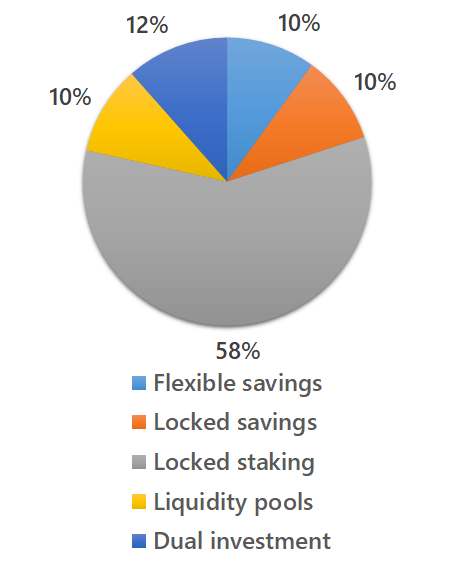 12%
10%
10%
10%
58%
Flexible savings
Locked savings
Locked staking
Liquidity pools
Dual investment